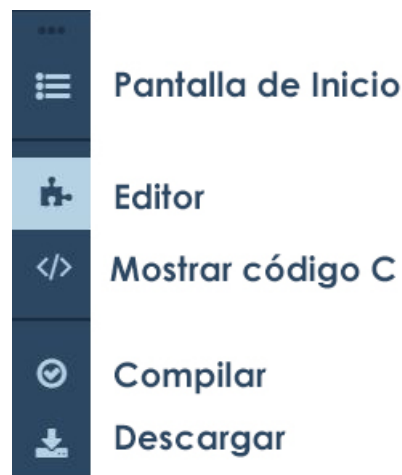 Pantalla de Inicio
Editor
</> Mostrar código C
Compilar
Descargar